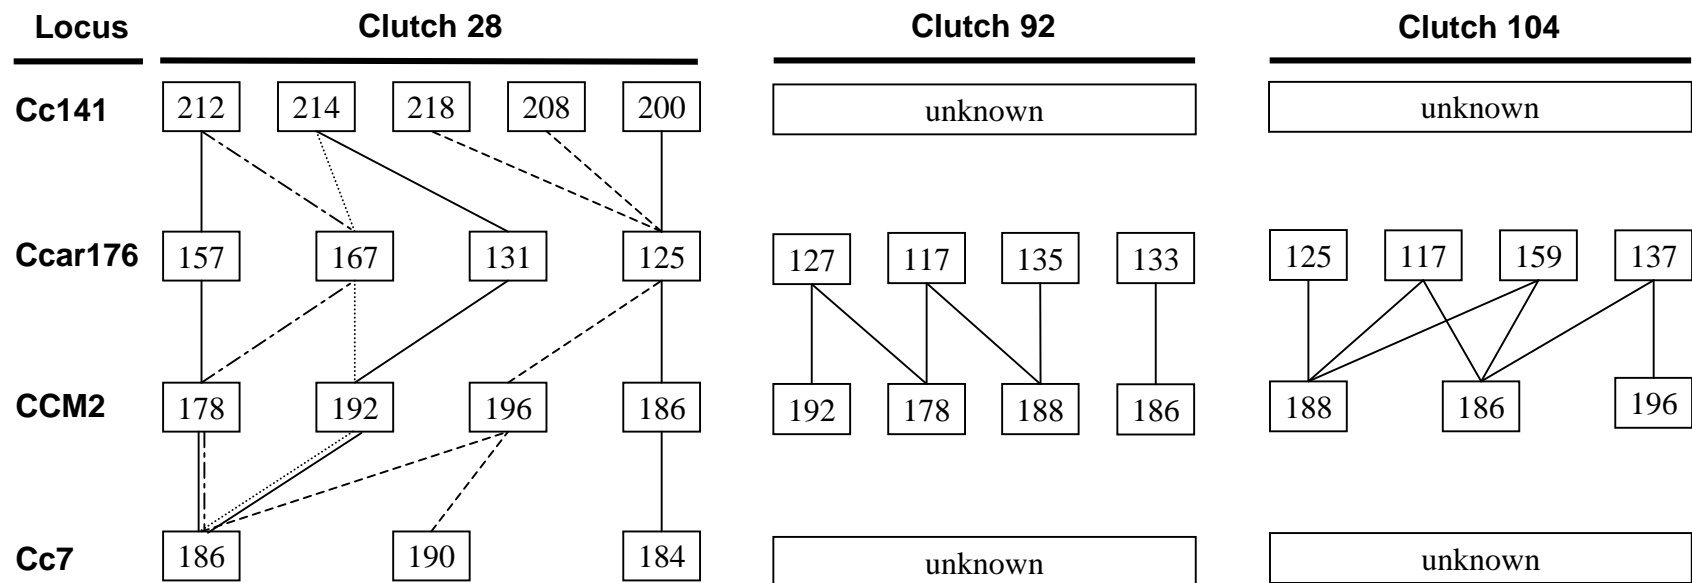 Locus Clutch 28 Clutch 92 Clutch 104
Cc141 212 214 218 208 200 unknown unknown
Ccar176 157 167 131 125 127 117 135 133 125 117 159 137
CCM2 178 192 196 186 192 178 188 186 188 186 196
Cc7 186 190 184 unknown unknown